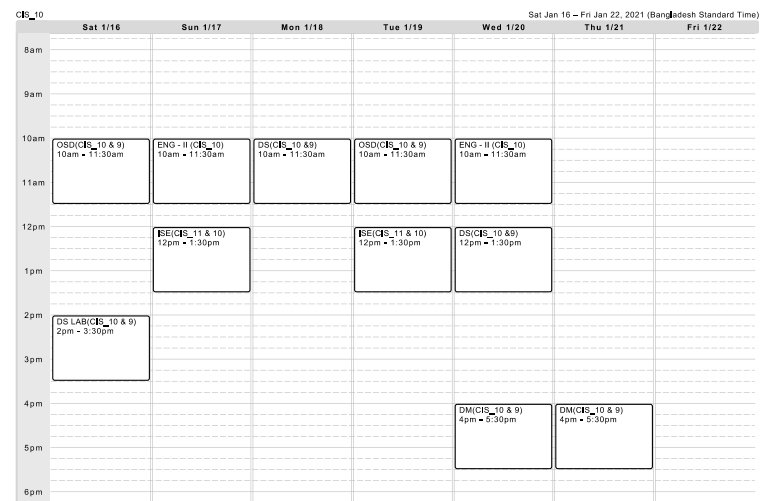 CIS_10
Sat Jan 16 – Fri Jan 22, 2021 (Bangladesh Standard Time)
Sat 1/16 Sun 1/17 Mon 1/18 Tue 1/19 Wed 1/20 Thu 1/21 Fri 1/22
8am
9am
10am
OSD(CIS_10 & 9) ENG - II (CIS_10) DS(CIS_10 &9) OSD(CIS_10 & 9) ENG - II (CIS_10)
10am - 11:30am 10am - 11:30am 10am - 11:30am 10am - 11:30am 10am - 11:30am
11am
12pm
ISE(CIS_11 & 10) ISE(CIS_11 & 10) DS(CIS_10 &9)
12pm - 1:30pm 12pm - 1:30pm 12pm - 1:30pm
1pm
2pm
DS LAB(CIS_10 & 9)
2pm - 3:30pm
3pm
4pm
DM(CIS_10 & 9) DM(CIS_10 & 9)
4pm - 5:30pm 4pm - 5:30pm
5pm
6pm